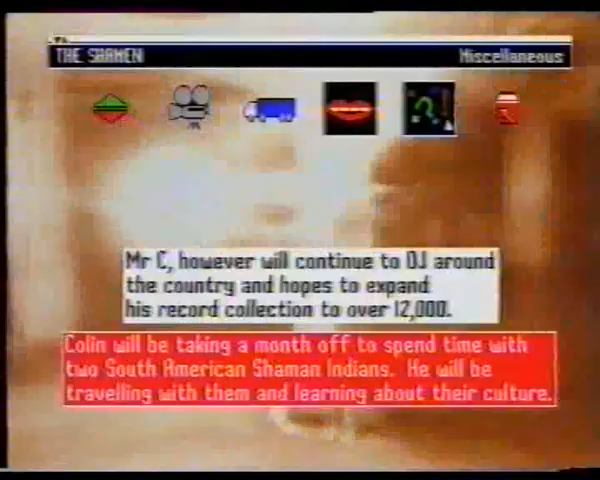 THE SHAMEN
Miscellaneous
Mr C, however will continue to DJ around
the country and hopes to expand
his record collection to over 12,000.
Colin will be taking a month off to spend time with
two South American Shaman Indians. He will be
travelling with them and learning about their culture.